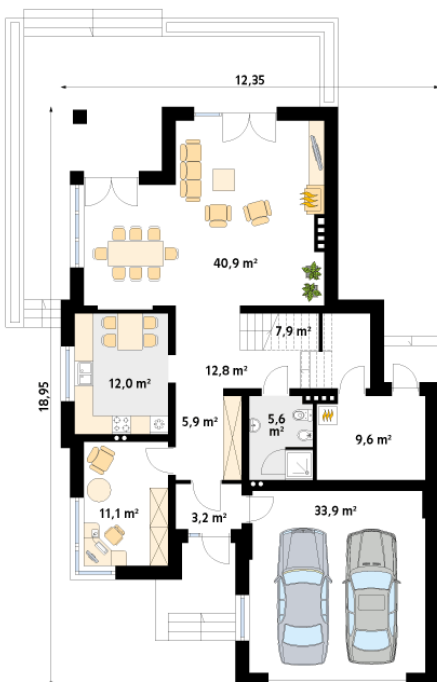 12,35
40,9 m²
7,9 m²
18,95
12,0 m²
12,8 m²
5,9 m²
5,6
m²
9,6 m²
11,1 m²
3,2 m²
33,9 m²